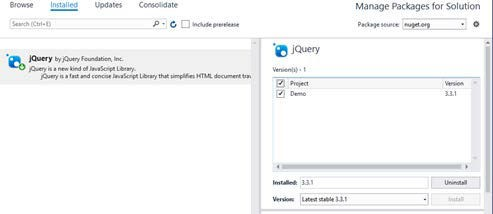 Browse Installed Updates Consolidate
Manage Packages for Solution
Search (Ctrl+E)
Include prerelease
Package source: nuget.org
jQuery by jQuery Foundation, Inc.
jQuery is a new kind of JavaScript Library.
jQuery is a fast and concise JavaScript Library that simplifies HTML document
jQuery
Version(s) - 1
Project Version
Demo 3.3.1
Installed: 3.3.1 Uninstall
Version: Latest stable 3.3.1 Install